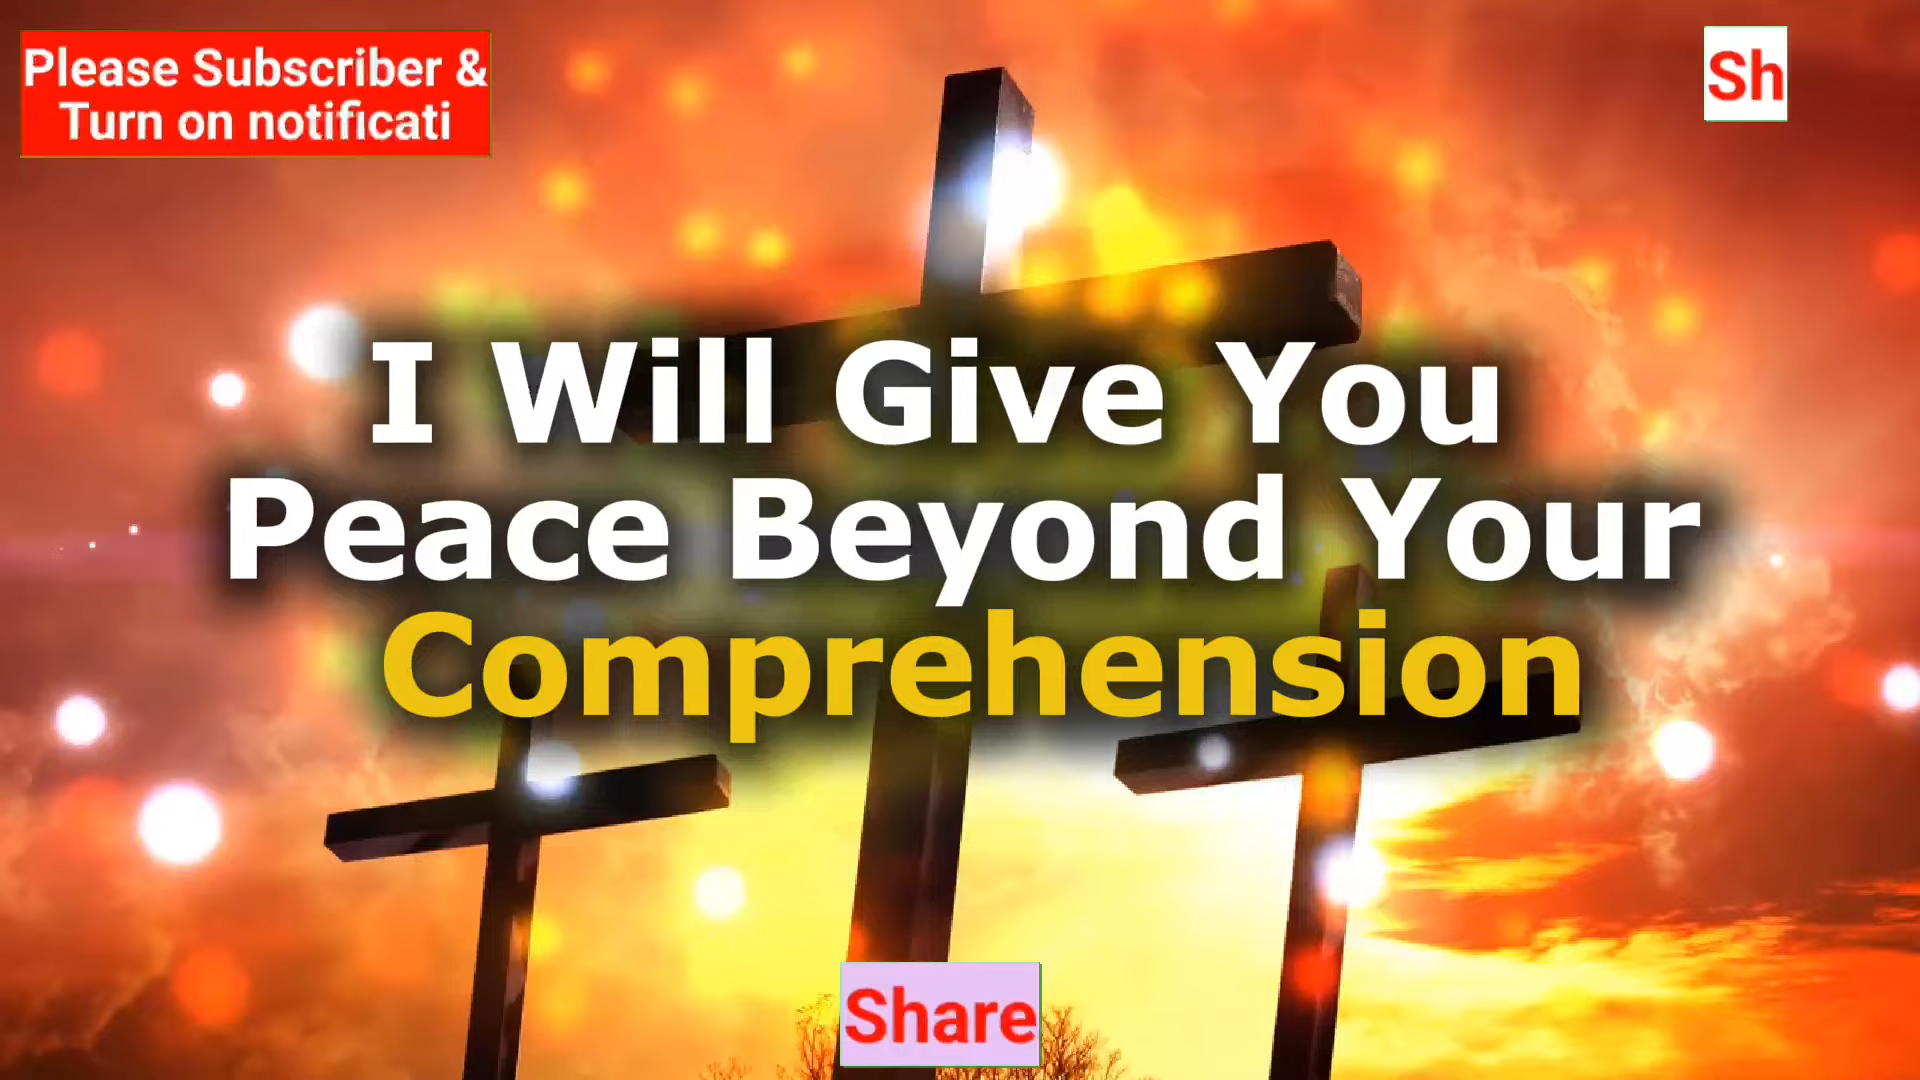 Please Subscriber &
Turn on notificati
Sh
I Will Give You
Peace Beyond Your
Comprehension
Share